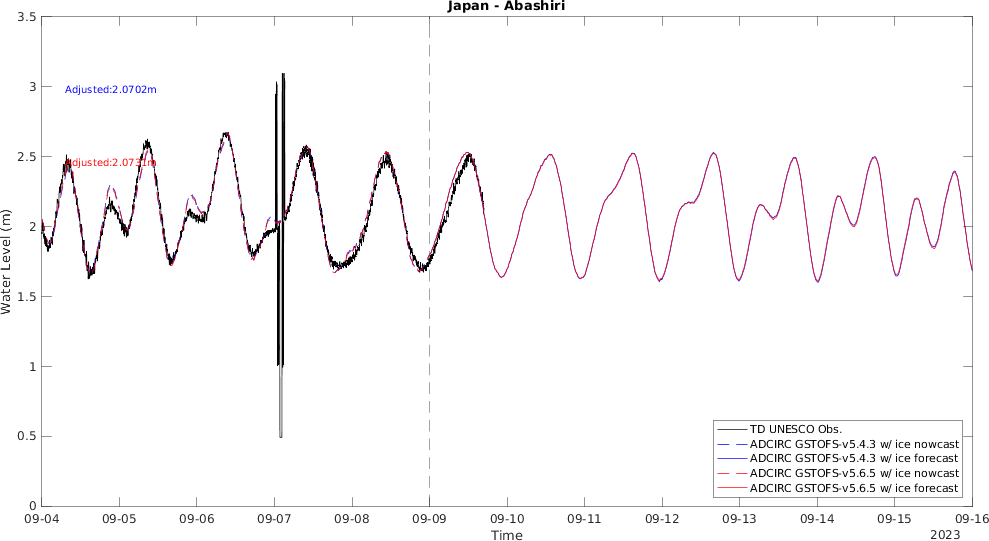 Japan - Abashiri
3.5
3
2.5
2
1.5
1
0.5
0
Water Level (m)
Adjusted:2.0702m
Adjusted:2.0731m
TD UNESCO Obs.
ADCIRC GSTOFS-v5.4.3 w/ ice nowcast
ADCIRC GSTOFS-v5.4.3 w/ ice forecast
ADCIRC GSTOFS-v5.6.5 w/ ice nowcast
ADCIRC GSTOFS-v5.6.5 w/ ice forecast
09-04 09-05 09-06 09-07 09-08 09-09 09-10 09-11 09-12 09-13 09-14 09-15 09-16
Time
2023